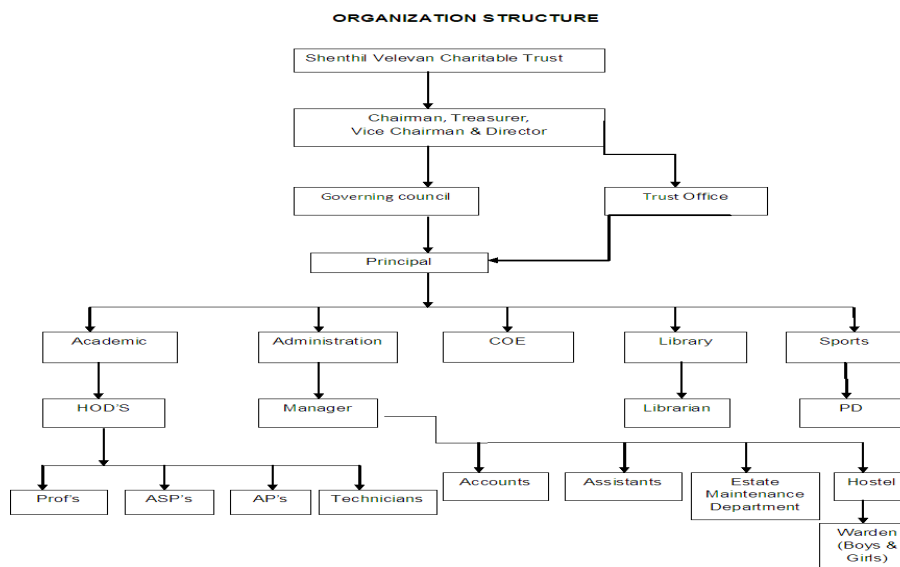 ORGANIZATION STRUCTURE
Shenthil Velevan Charitable Trust
Chairman, Treasurer,
Vice Chairman & Director
Governing council
Trust Office
Principal
Academic
Administration
COE
Library
Sports
HOD'S
Manager
Librarian
PD
Prof's
ASP's
AP's
Technicians
Accounts
Assistants
Estate
Maintenance
Department
Hostel
Warden
(Boys &
Girls)